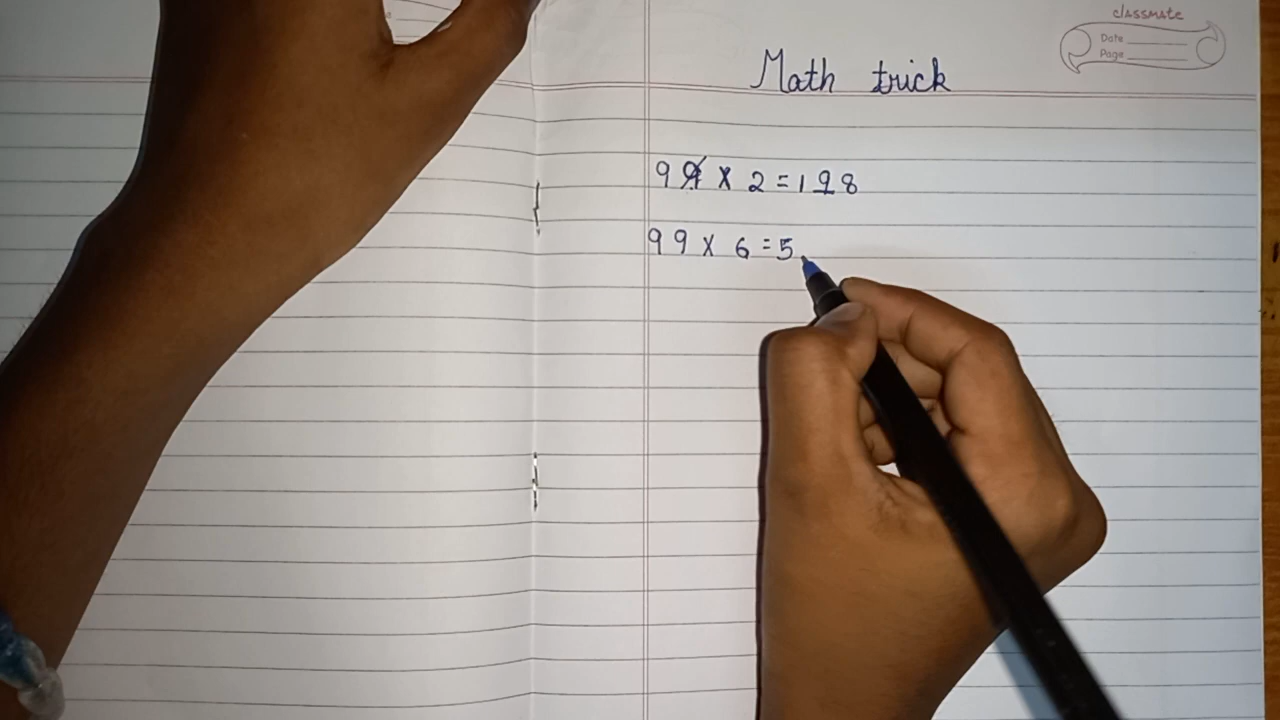 classmate
Date
Page
Math trick
99 X 2 = 198
99 X 6 = 5